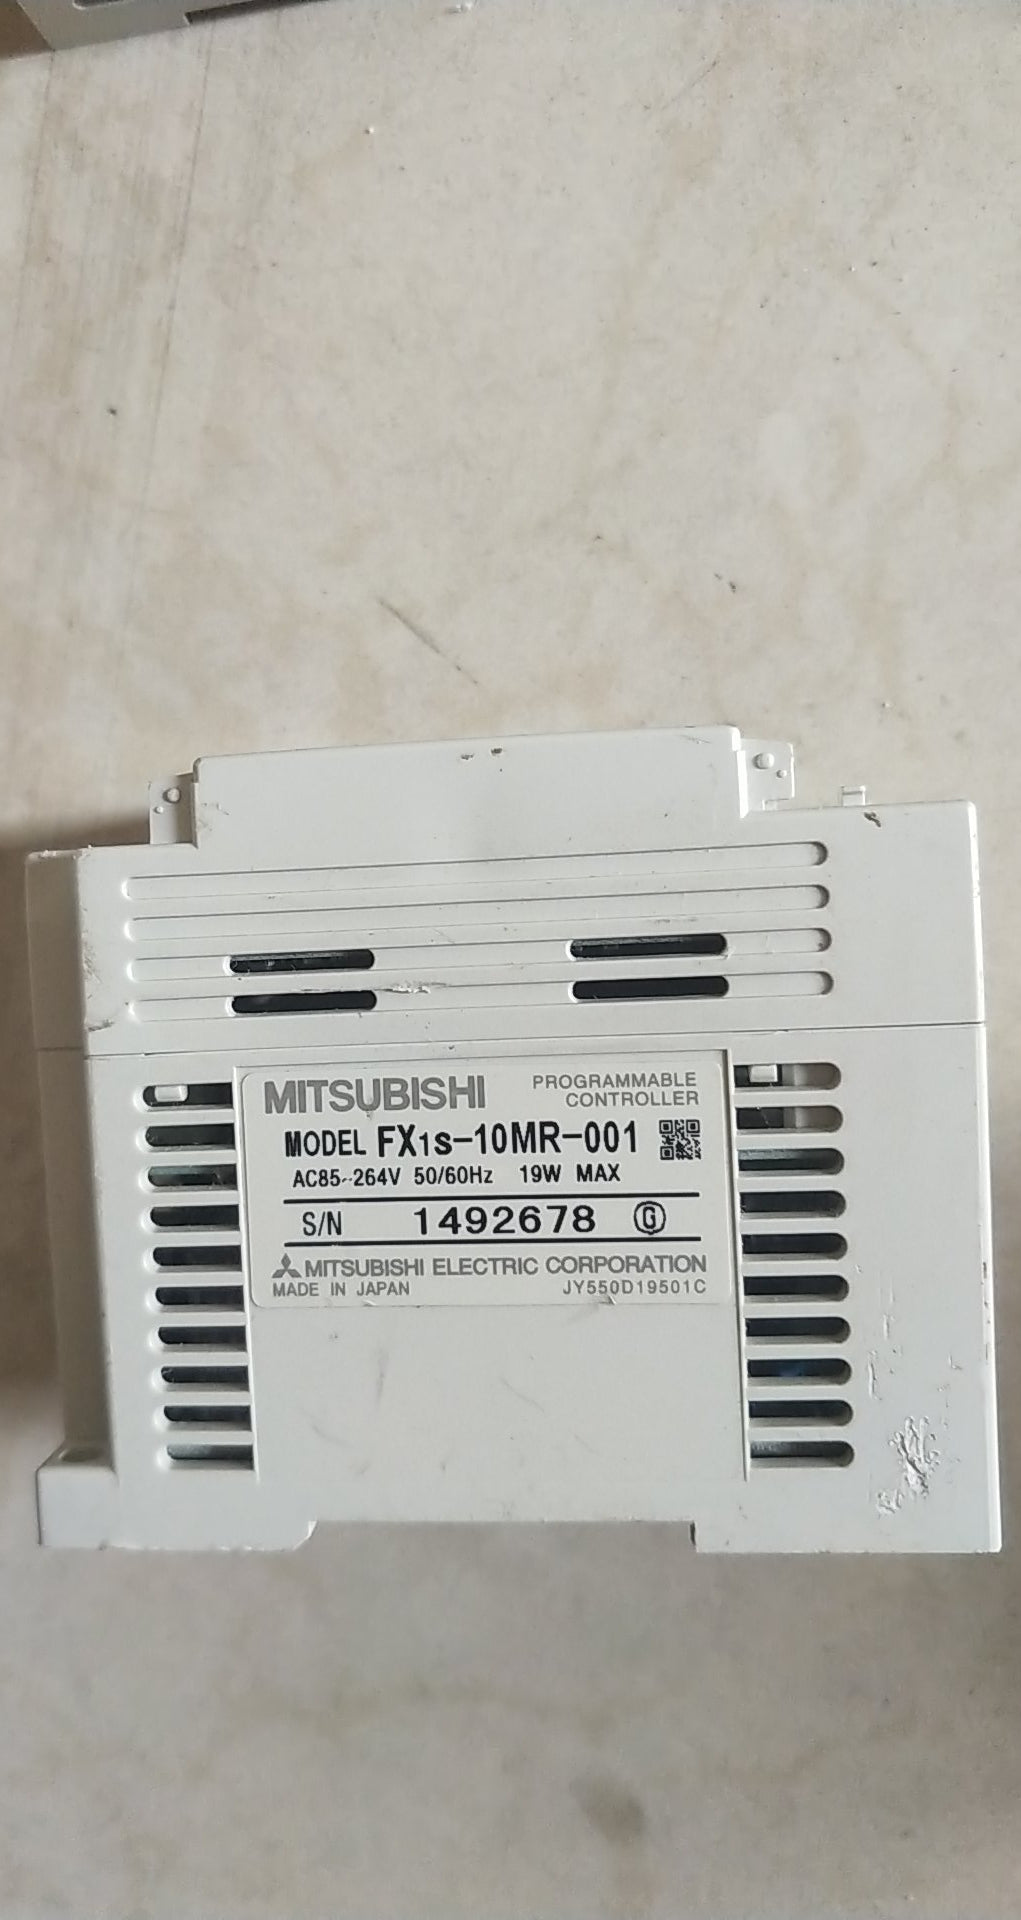 MITSUBISHI
PROGRAMMABLE
CONTROLLER
MODEL FX1S-10MR-001
AC85--264V 50/60Hz 19W MAX
S/N 1492678 G
MITSUBISHI ELECTRIC CORPORATION
MADE IN JAPAN JY550D19501C